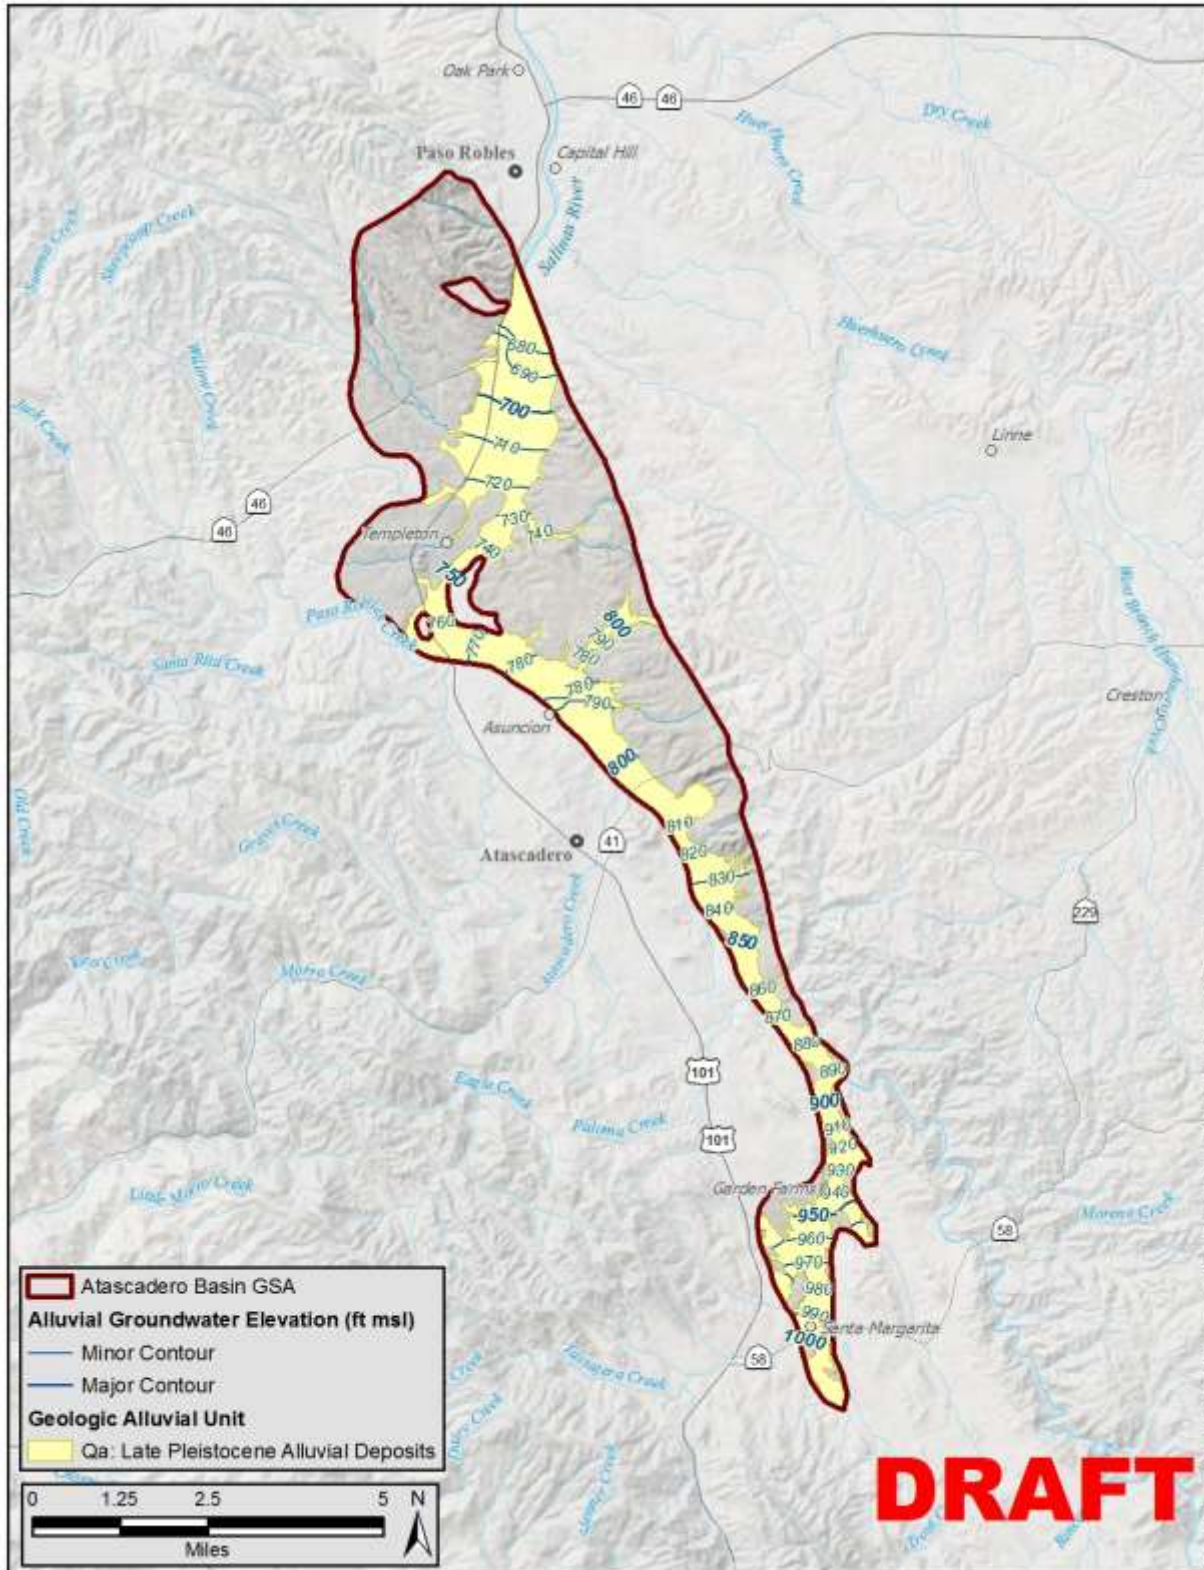 Oak Park
46 46
Dry Creek
Huer Huero Creek
Paso Robles
Capital Hill
Salinas River
Summit Creek
Sheepcamp Creek
Huerhuero Creek
Willow Creek
680
690
700
Jack Creek
710
Linne
720
46
46
730
740
Templeton
740
750
Paso Robles Creek
760
800
790
780
770
780
Santa Rita Creek
780
790
Creston
Asuncion
800
Old Creek
810
Graves Creek
Atascadero
41
820
830
840
229
Atascadero Creek
850
Morro Creek
860
870
880
890
101
Eagle Creek
900
910
Paloma Creek
101
920
930
Garden Farms
940
Little Morro Creek
950
Moreno Creek
58
960
970
980
990
Santa Margarita
1000
58
Atascadero Basin GSA
Alluvial Groundwater Elevation (ft msl)
Minor Contour
Major Contour
Geologic Alluvial Unit
Qa: Late Pleistocene Alluvial Deposits
0 1.25 2.5 5 N
Miles
DRAFT